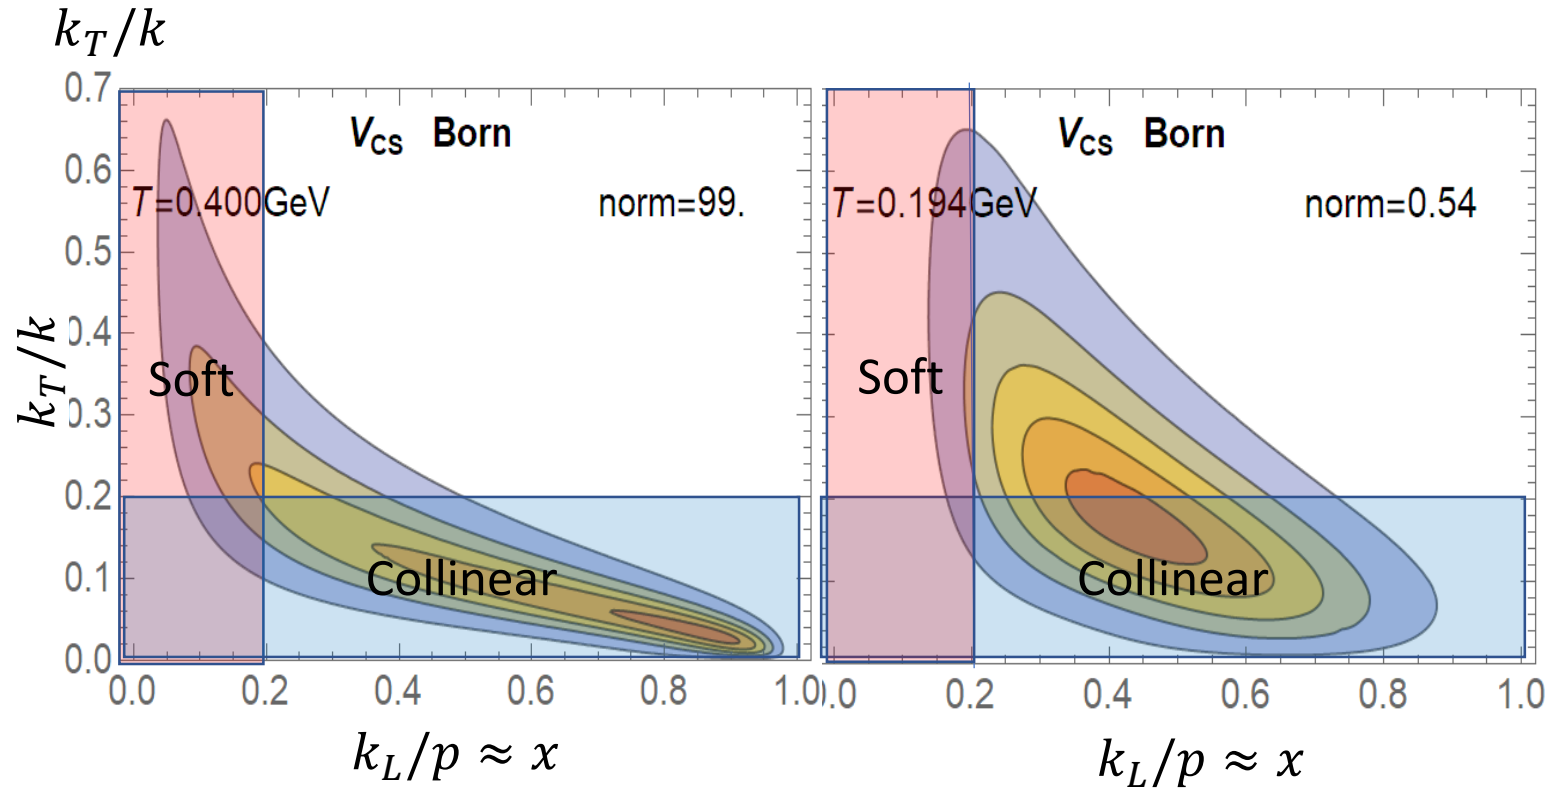 k_T/k
0.7
0.6
0.5
0.4
0.3
0.2
0.1
0.0
k_T/k
V_CS Born
T=0.400GeV
norm=99.
Soft
Collinear
0.0 0.2 0.4 0.6 0.8 1.0
k_L/p ≈ x
V_CS Born
T=0.194GeV
norm=0.54
Soft
Collinear
0.0 0.2 0.4 0.6 0.8 1.0
k_L/p ≈ x